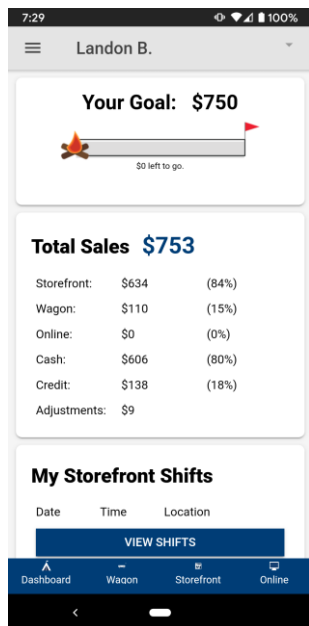 7:29 100%
Landon B.
Your Goal: $750
$0 left to go.
Total Sales $753
Storefront: $634 (84%)
Wagon: $110 (15%)
Online: $0 (0%)
Cash: $606 (80%)
Credit: $138 (18%)
Adjustments: $9
My Storefront Shifts
Date Time Location
VIEW SHIFTS
Dashboard Wagon Storefront Online